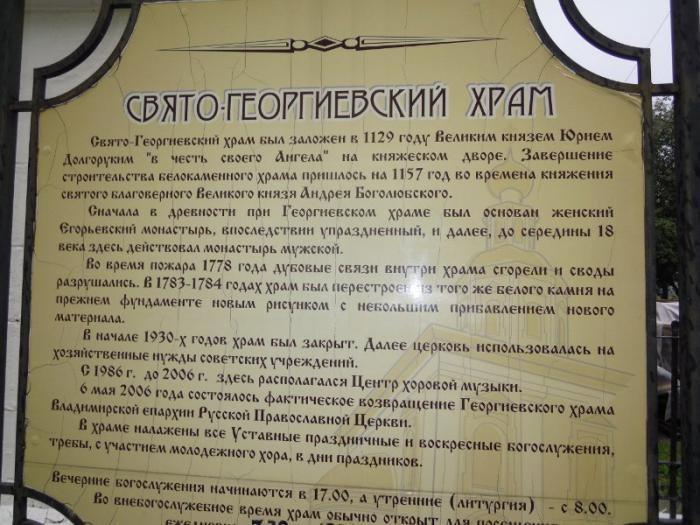 СВЯТО-ГЕОРГИЕВСКИЙ ХРАМ
Свято-Георгиевский храм был заложен в 1129 году Великим князем Юрием
Долгоруким "в честь своего Ангела" на княжеском дворе. Завершение
строительства белокаменного храма пришлось на 1157 год во времена княжения
святого благоверного Великого князя Андрея Боголюбского.
Сначала в древности при Георгиевском храме был основан женский
Егорьевский монастырь, впоследствии упраздненный, и далее, до середины 18
века здесь действовал монастырь мужской.
Во время пожара 1778 года дубовые связи внутри храма сгорели и своды
разрушились. В 1783-1784 годах храм был перестроен из того же белого камня на
прежнем фундаменте новым рисунком с небольшим прибавлением нового
материала.
В начале 1930-х годов храм был закрыт. Далее церковь использовалась на
хозяйственные нужды советских учреждений.
С 1986 г. до 2006 г. здесь располагался Центр хоровой музыки.
6 мая 2006 года состоялось фактическое возвращение Георгиевского храма
Владимирской епархии Русской Православной Церкви.
В храме налажены все Уставные праздничные и воскресные богослужения,
требы, с участием молодежного хора, в дни праздников.
Вечерние богослужения начинаются в 17.00, а утренние (литургия) - с 8.00.
Во внебогослужебное время храм обычно открыт для